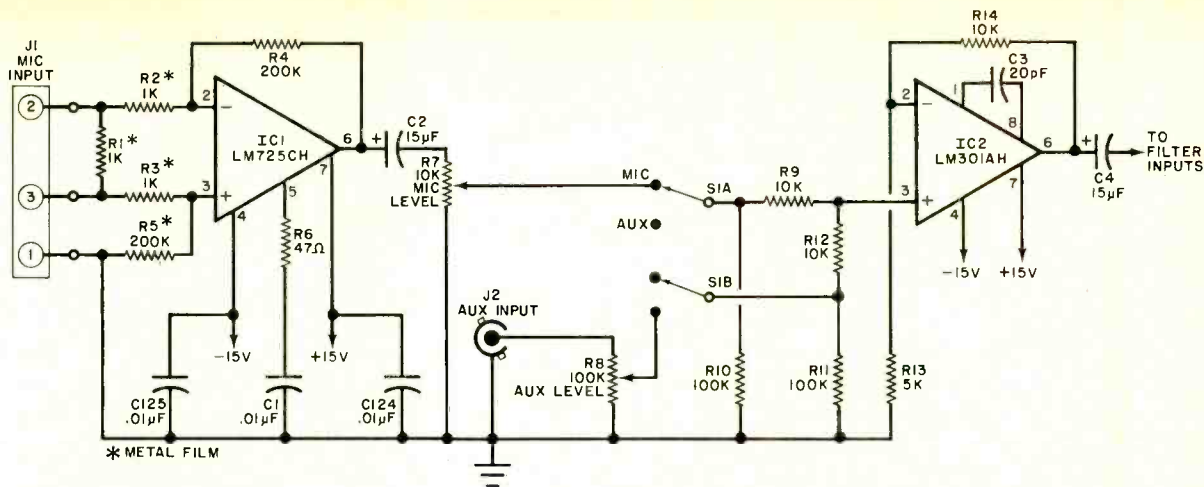 J1
MIC
INPUT
2
3
1
R1*
1K
R2*
1K
R3*
1K
R5*
200K
R4
200K
2
−
3
+
IC1
LM725CH
6
7
5
4
R6
47Ω
−15V
+15V
C125
.01µF
C1
.01µF
C124
.01µF
* METAL FILM
+
C2
15µF
R7
10K
MIC
LEVEL
J2
AUX INPUT
R8
100K
AUX LEVEL
MIC
AUX
S1A
S1B
R9
10K
R12
10K
R10
100K
R11
100K
R13
5K
R14
10K
C3
20pF
2
−
3
+
1
8
IC2
LM301AH
6
7
4
−15V
+15V
+
C4
15µF
TO
FILTER
INPUTS